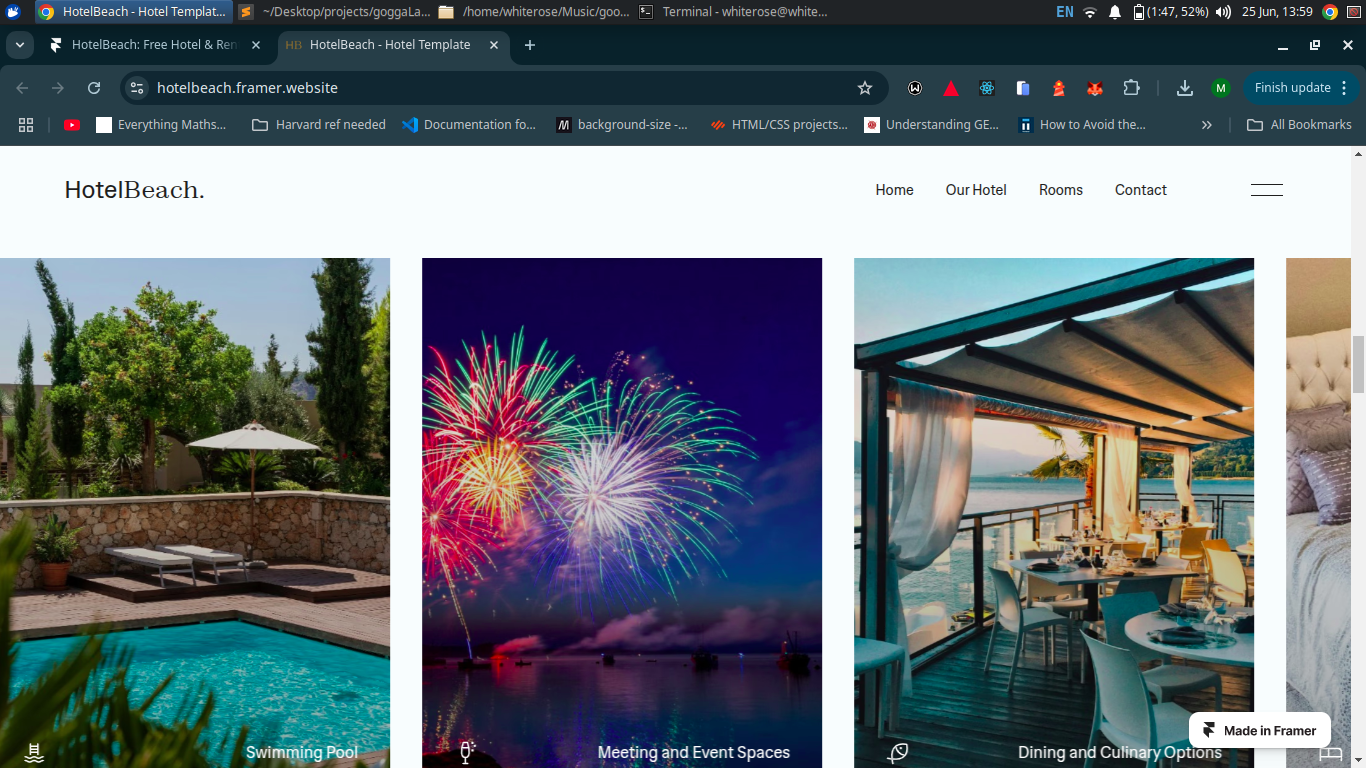 HotelBeach - Hotel Templat... ~/Desktop/projects/goggaLa... /home/whiterose/Music/goo... Terminal - whiterose@white... EN (1:47, 52%) 25 Jun, 13:59
HotelBeach: Free Hotel & Ren HB HotelBeach - Hotel Template
hotelbeach.framer.website M Finish update
Everything Maths... Harvard ref needed Documentation fo... background-size -... HTML/CSS projects... Understanding GE... How to Avoid the... All Bookmarks
HotelBeach. Home Our Hotel Rooms Contact
Made in Framer
Swimming Pool Meeting and Event Spaces Dining and Culinary Options